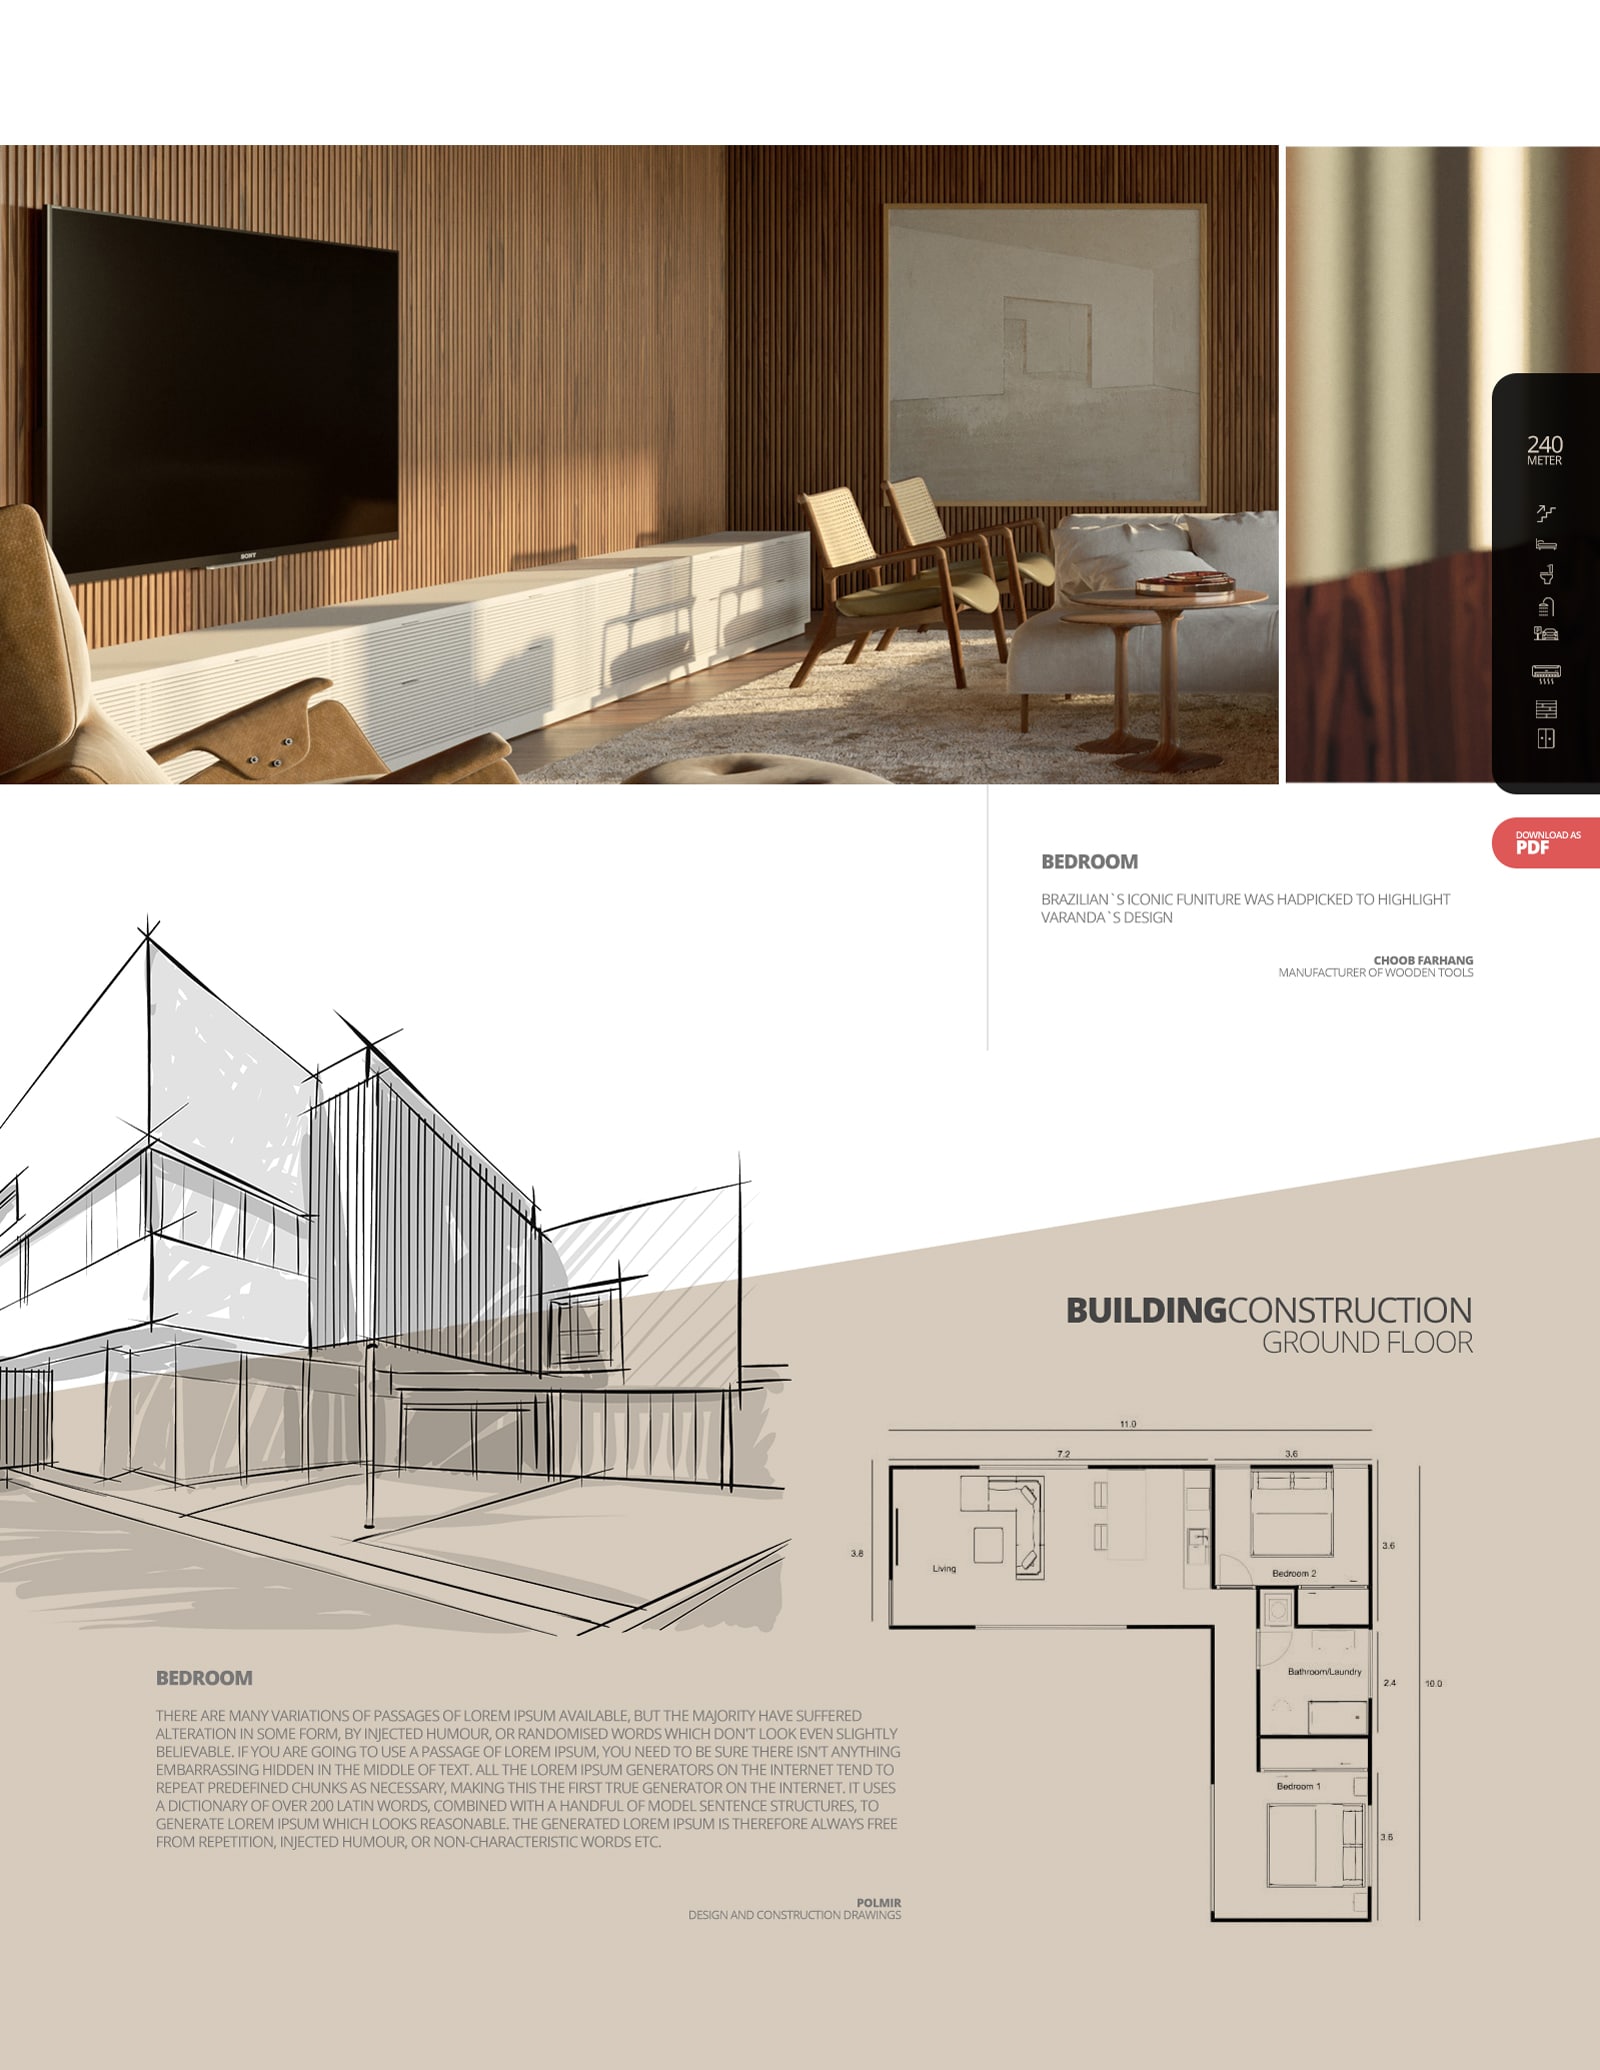 SONY
240
METER
DOWNLOAD AS
PDF
BEDROOM
BRAZILIAN`S ICONIC FUNITURE WAS HADPICKED TO HIGHLIGHT
VARANDA`S DESIGN
CHOOB FARHANG
MANUFACTURER OF WOODEN TOOLS
BUILDINGCONSTRUCTION
GROUND FLOOR
11.0
7.2
3.6
3.8
Living
Bedroom 2
3.6
Bathroom/Laundry
2.4
10.0
Bedroom 1
3.6
BEDROOM
THERE ARE MANY VARIATIONS OF PASSAGES OF LOREM IPSUM AVAILABLE, BUT THE MAJORITY HAVE SUFFERED
ALTERATION IN SOME FORM, BY INJECTED HUMOUR, OR RANDOMISED WORDS WHICH DON'T LOOK EVEN SLIGHTLY
BELIEVABLE. IF YOU ARE GOING TO USE A PASSAGE OF LOREM IPSUM, YOU NEED TO BE SURE THERE ISN'T ANYTHING
EMBARRASSING HIDDEN IN THE MIDDLE OF TEXT. ALL THE LOREM IPSUM GENERATORS ON THE INTERNET TEND TO
REPEAT PREDEFINED CHUNKS AS NECESSARY, MAKING THIS THE FIRST TRUE GENERATOR ON THE INTERNET. IT USES
A DICTIONARY OF OVER 200 LATIN WORDS, COMBINED WITH A HANDFUL OF MODEL SENTENCE STRUCTURES, TO
GENERATE LOREM IPSUM WHICH LOOKS REASONABLE. THE GENERATED LOREM IPSUM IS THEREFORE ALWAYS FREE
FROM REPETITION, INJECTED HUMOUR, OR NON-CHARACTERISTIC WORDS ETC.
POLMIR
DESIGN AND CONSTRUCTION DRAWINGS